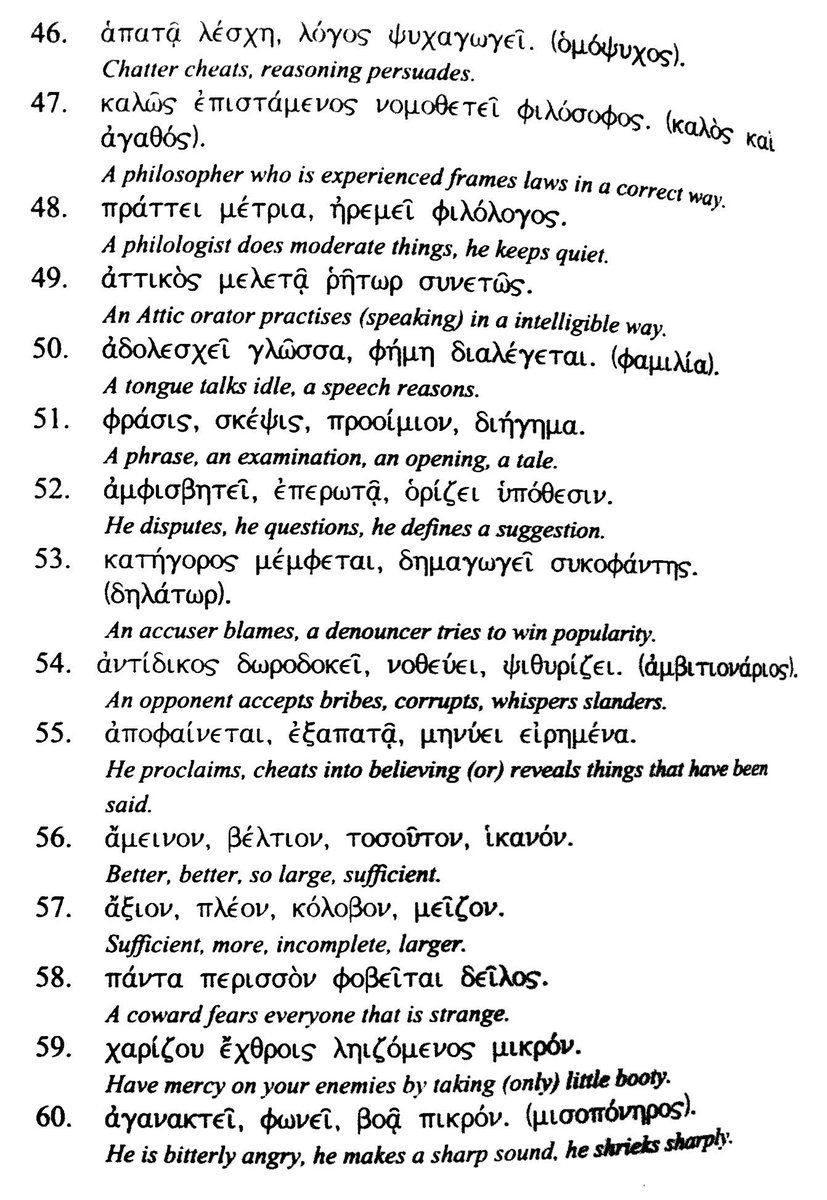 46. ἀπατᾷ λέσχη, λόγος ψυχαγωγεῖ. (ὁμόψυχος).
Chatter cheats, reasoning persuades.
47. καλῶς ἐπιστάμενος νομοθετεῖ φιλόσοφος. (καλὸς καὶ
ἀγαθός).
A philosopher who is experienced frames laws in a correct way.
48. πράττει μέτρια, ἠρεμεῖ φιλόλογος.
A philologist does moderate things, he keeps quiet.
49. ἀττικὸς μελετᾷ ῥῆτωρ συνετῶς.
An Attic orator practises (speaking) in a intelligible way.
50. ἀδολεσχεῖ γλῶσσα, φήμη διαλέγεται. (φαμιλία).
A tongue talks idle, a speech reasons.
51. φράσις, σκέψις, προοίμιον, διήγημα.
A phrase, an examination, an opening, a tale.
52. ἀμφισβητεῖ, ἐπερωτᾷ, ὁρίζει ὑπόθεσιν.
He disputes, he questions, he defines a suggestion.
53. κατήγορος μέμφεται, δημαγωγεῖ συκοφάντης.
(δηλάτωρ).
An accuser blames, a denouncer tries to win popularity.
54. ἀντίδικος δωροδοκεῖ, νοθεύει, ψιθυρίζει. (ἀμβιτιονάριος).
An opponent accepts bribes, corrupts, whispers slanders.
55. ἀποφαίνεται, ἐξαπατᾷ, μηνύει εἰρημένα.
He proclaims, cheats into believing (or) reveals things that have been
said.
56. ἄμεινον, βέλτιον, τοσοῦτον, ἱκανόν.
Better, better, so large, sufficient.
57. ἄξιον, πλέον, κόλοβον, μεῖζον.
Sufficient, more, incomplete, larger.
58. πάντα περισσὸν φοβεῖται δεῖλος.
A coward fears everyone that is strange.
59. χαρίζου ἔχθροις ληιζόμενος μικρόν.
Have mercy on your enemies by taking (only) little booty.
60. ἀγανακτεῖ, φωνεῖ, βοᾷ πικρόν. (μισοπόνηρος).
He is bitterly angry, he makes a sharp sound, he shrieks sharply.